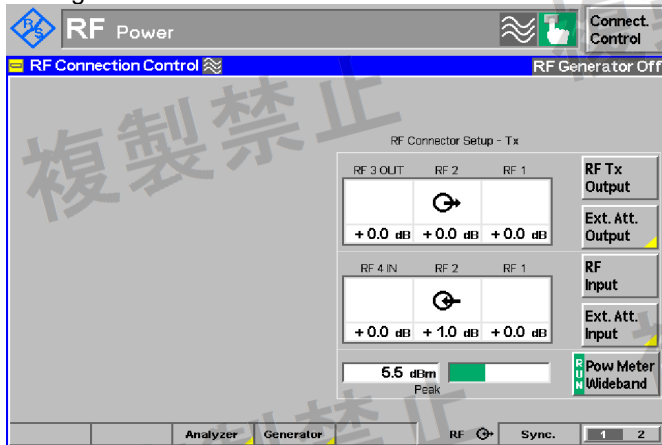 RF Power
Connect.
Control
RF Connection Control
RF Generator Off
複製禁止
RF Connector Setup - Tx
RF 3 OUT RF 2 RF 1
+ 0.0 dB + 0.0 dB + 0.0 dB
RF Tx
Output
Ext. Att.
Output
RF 4 IN RF 2 RF 1
+ 0.0 dB + 1.0 dB + 0.0 dB
RF
Input
Ext. Att.
Input
5.5 dBm
Peak
RUN
Pow Meter
Wideband
Analyzer Generator RF Sync. 1 2